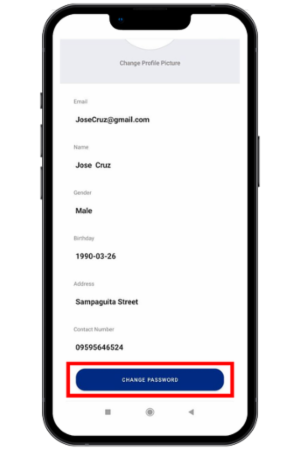 Change Profile Picture
Email
JoseCruz@gmail.com
Name
Jose Cruz
Gender
Male
Birthday
1990-03-26
Address
Sampaguita Street
Contact Number
09595646524
CHANGE PASSWORD